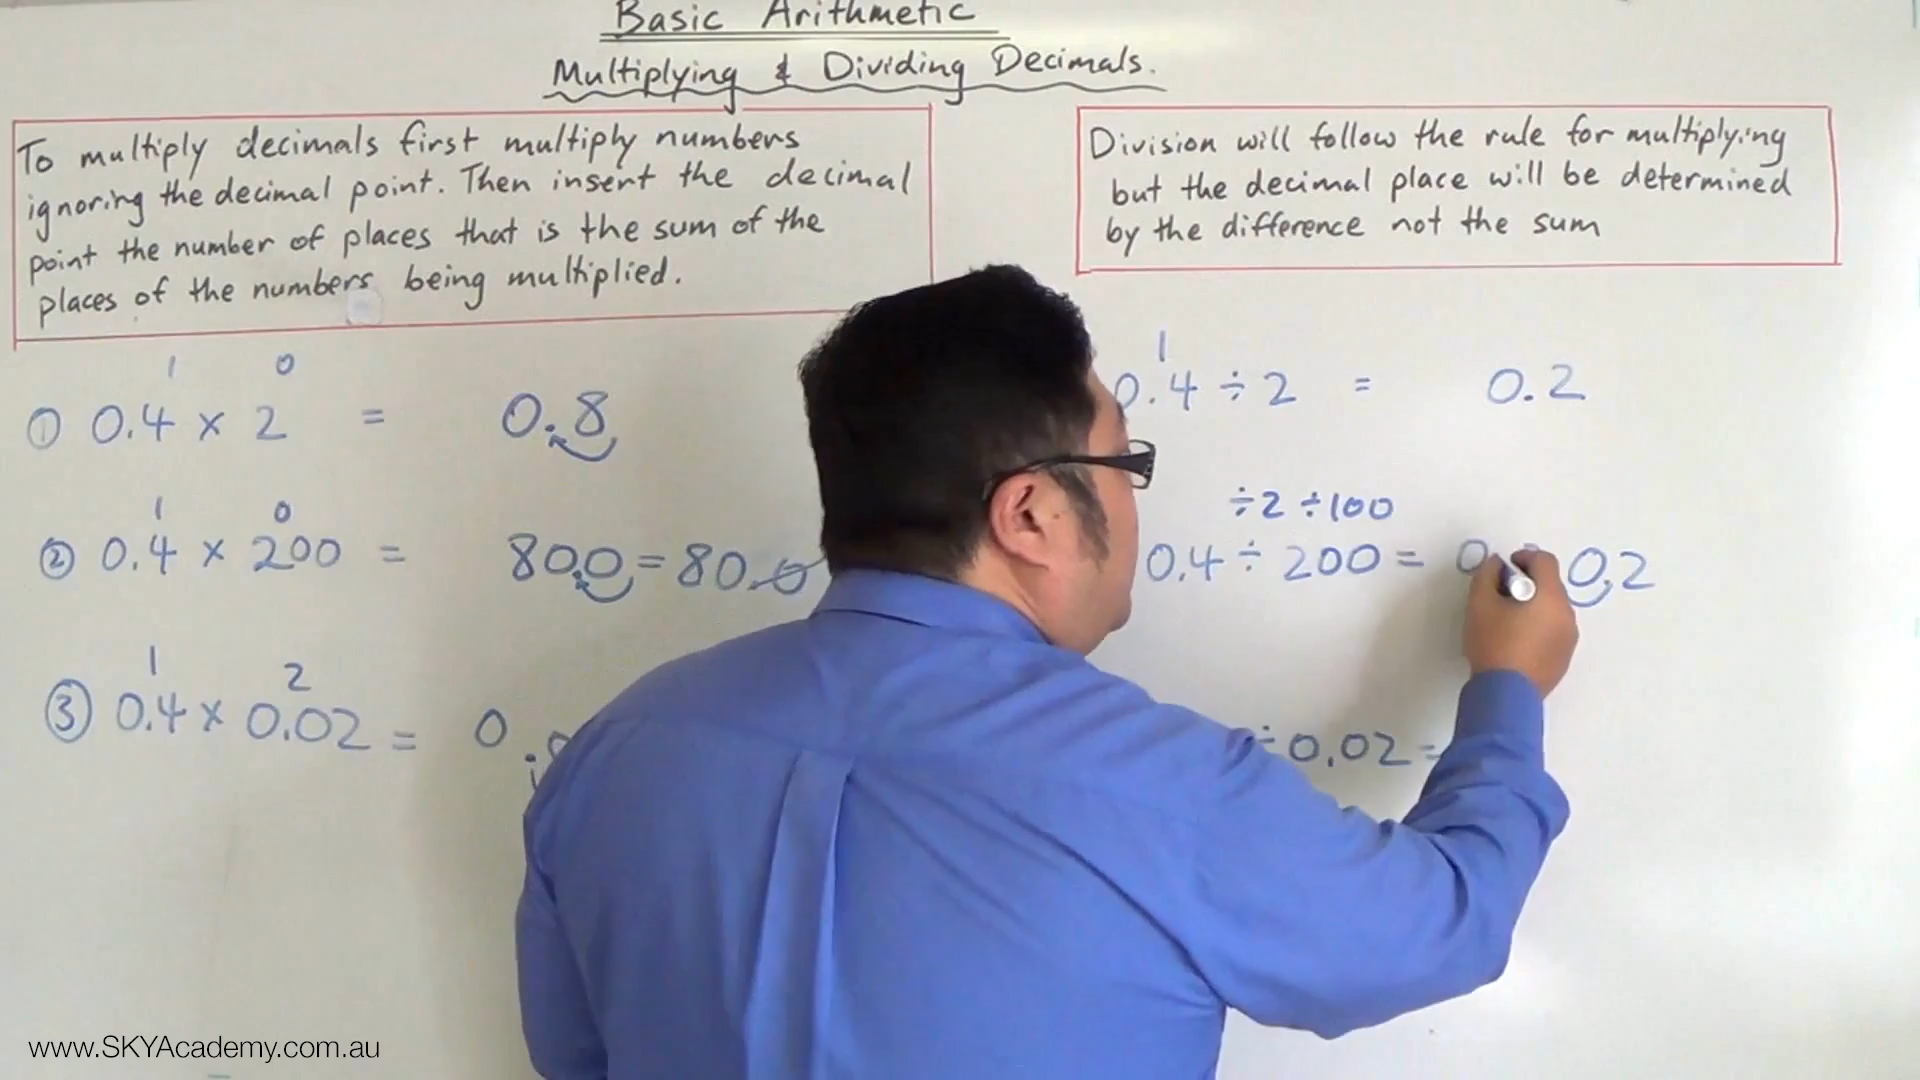 Basic Arithmetic
Multiplying & Dividing Decimals.
To multiply decimals first multiply numbers
ignoring the decimal point. Then insert the decimal
point the number of places that is the sum of the
places of the numbers being multiplied.
Division will follow the rule for multiplying
but the decimal place will be determined
by the difference not the sum
1 0
① 0.4 × 2 = 0.8
1 0
② 0.4 × 200 = 800 = 80.0
1 2
③ 0.4 × 0.02 = 0.
1
0.4 ÷ 2 = 0.2
÷2 ÷100
0.4 ÷ 200 = 0. 0.2
÷ 0.02 =
www.SKYAcademy.com.au